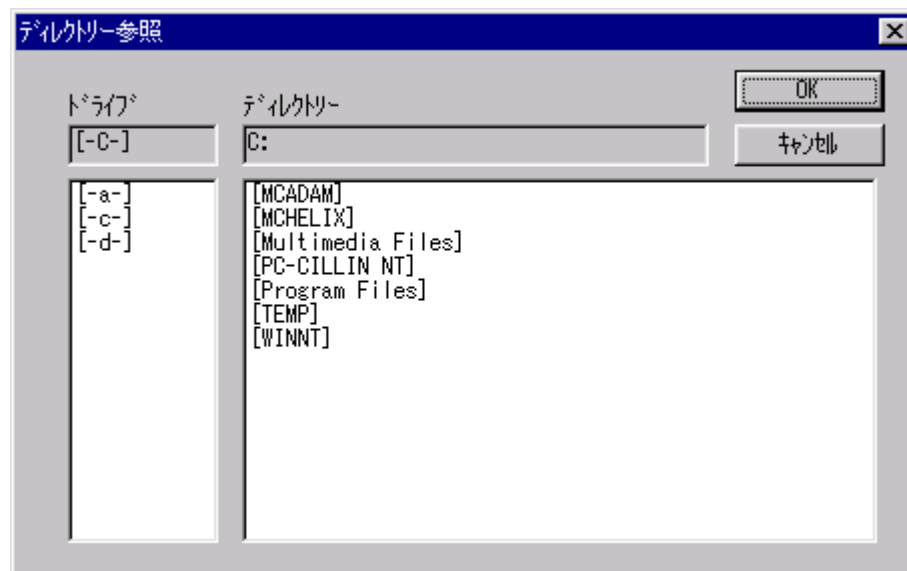 ﾃﾞｨﾚｸﾄﾘｰ参照
ﾄﾞﾗｲﾌﾞ
ﾃﾞｨﾚｸﾄﾘｰ
OK
[-C-]
C:
ｷｬﾝｾﾙ
[-a-]
[-c-]
[-d-]
[MCADAM]
[MCHELIX]
[Multimedia Files]
[PC-CILLIN NT]
[Program Files]
[TEMP]
[WINNT]